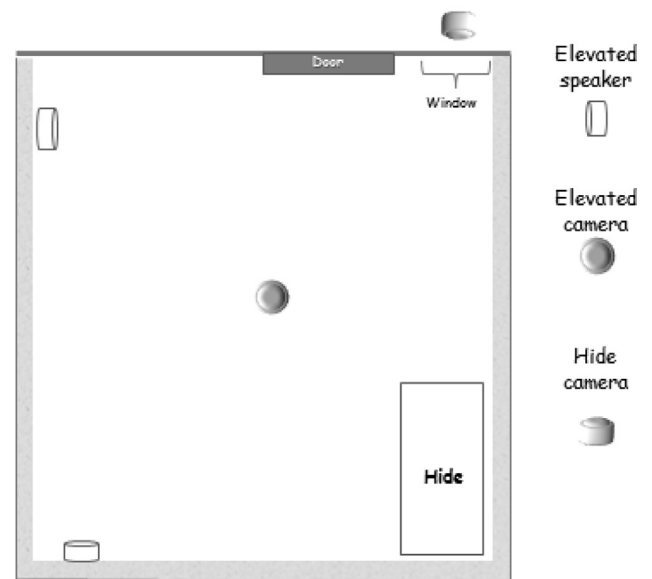 Door
Window
Hide
Elevated
speaker
Elevated
camera
Hide
camera